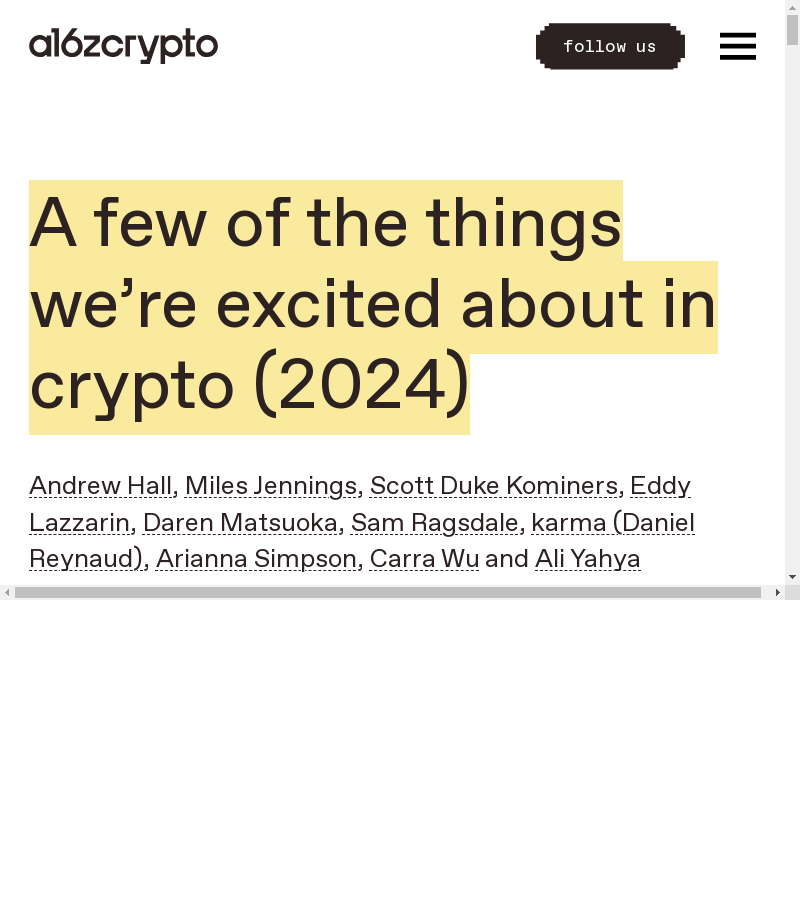 a16zcrypto
follow us
A few of the things
we’re excited about in
crypto (2024)
Andrew Hall, Miles Jennings, Scott Duke Kominers, Eddy
Lazzarin, Daren Matsuoka, Sam Ragsdale, karma (Daniel
Reynaud), Arianna Simpson, Carra Wu and Ali Yahya